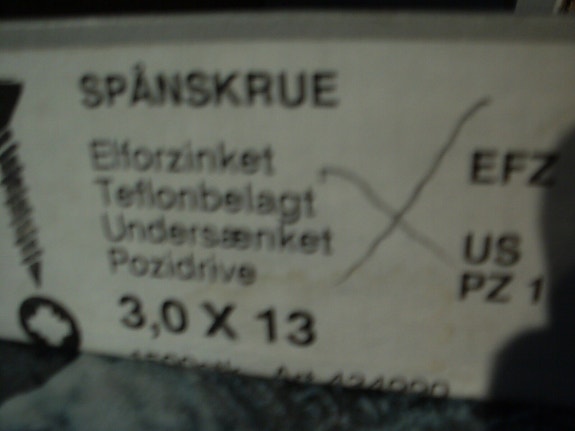 SPÅNSKRUE
Elforzinket EFZ
Teflonbelagt
Undersænket US
Pozidrive PZ 1
3,0 X 13